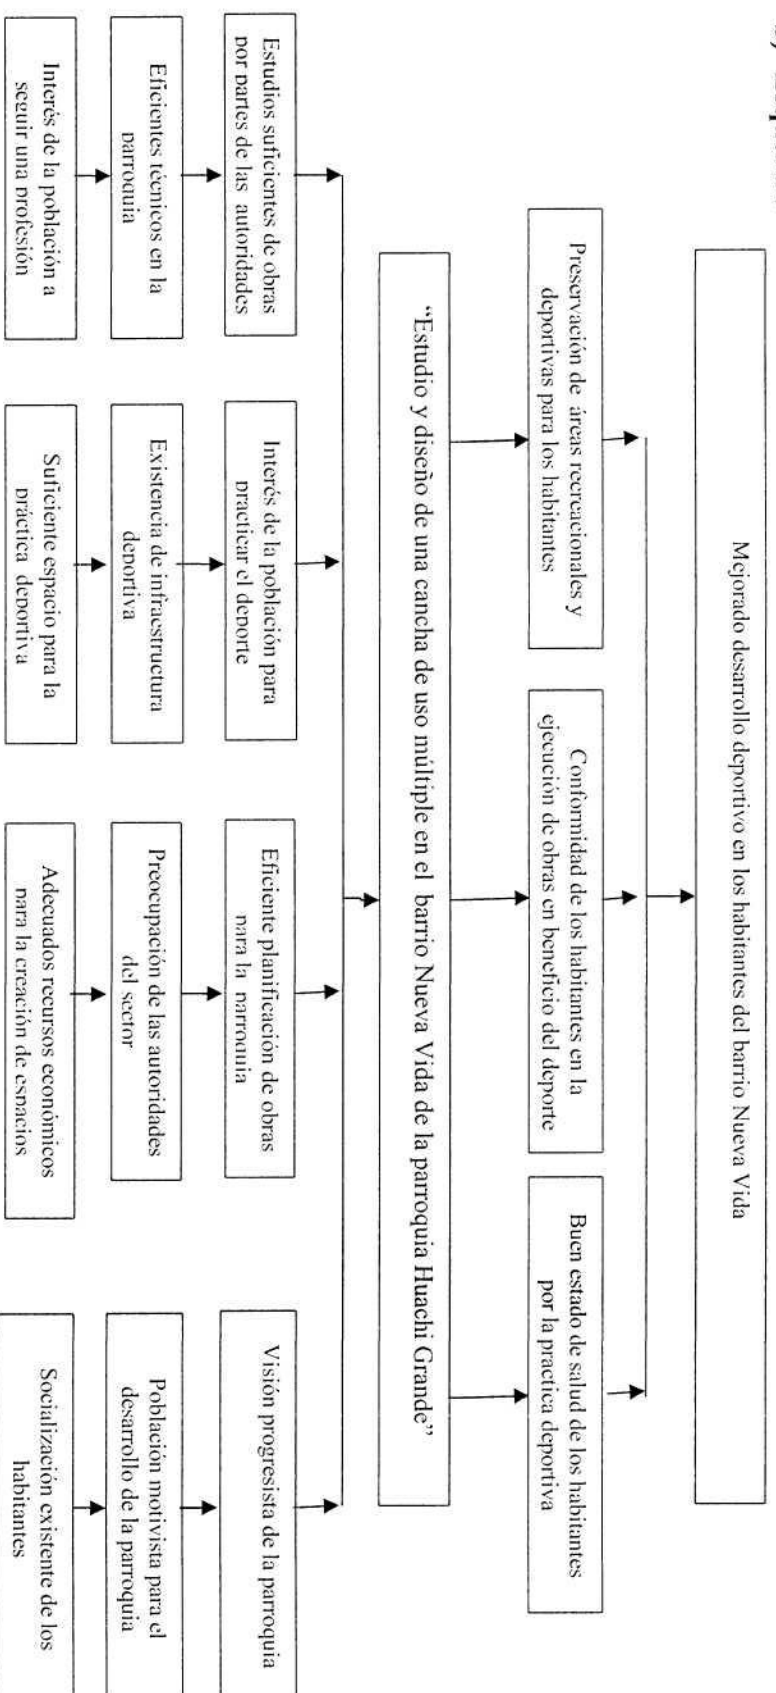 Mejorado desarrollo deportivo en los habitantes del barrio Nueva Vida
Preservación de áreas recreacionales y
deportivas para los habitantes
Conformidad de los habitantes en la
ejecución de obras en beneficio del deporte
Buen estado de salud de los habitantes
por la practica deportiva
“Estudio y diseño de una cancha de uso múltiple en el barrio Nueva Vida de la parroquia Huachi Grande”
Estudios suficientes de obras
por partes de las autoridades
Interés de la población para
practicar el deporte
Eficiente planificación de obras
para la parroquia
Visión progresista de la parroquia
Eficientes técnicos en la
parroquia
Existencia de infraestructura
deportiva
Preocupación de las autoridades
del sector
Población motivista para el
desarrollo de la parroquia
Interés de la población a
seguir una profesión
Suficiente espacio para la
práctica deportiva
Adecuados recursos económicos
para la creación de espacios
Socialización existente de los
habitantes